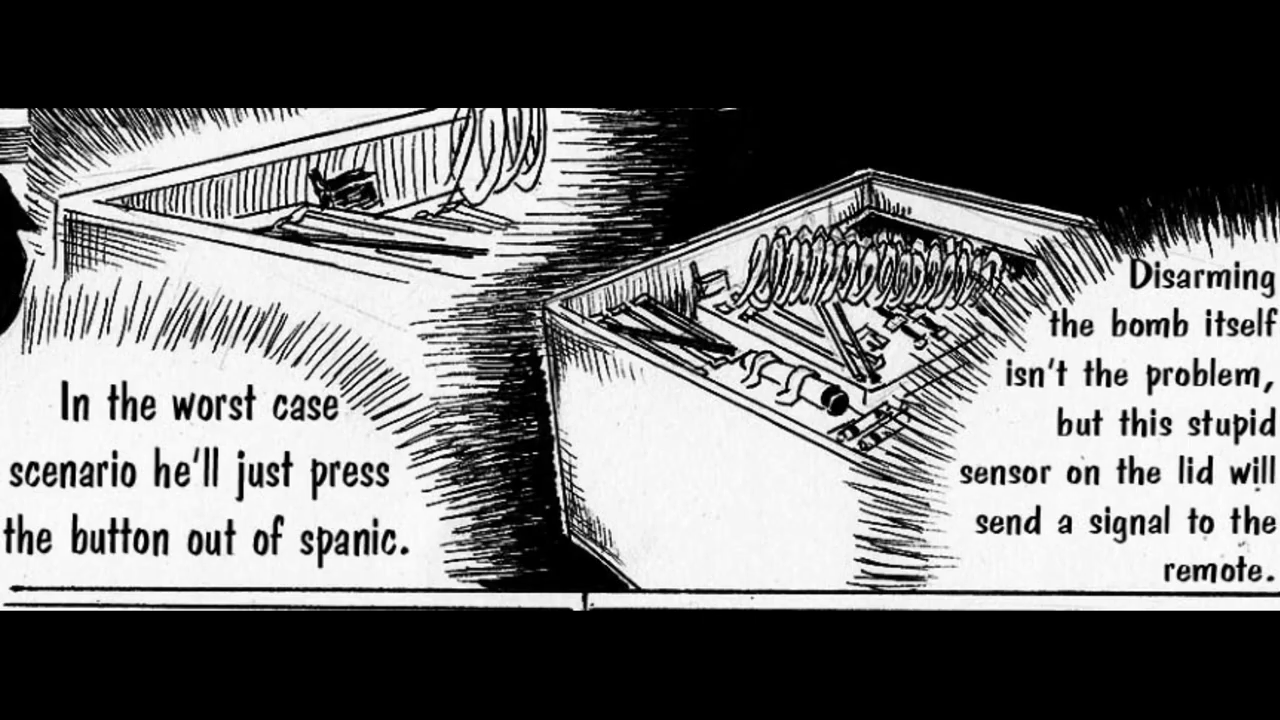 In the worst case
scenario he'll just press
the button out of spanic.
Disarming
the bomb itself
isn't the problem,
but this stupid
sensor on the lid will
send a signal to the
remote.